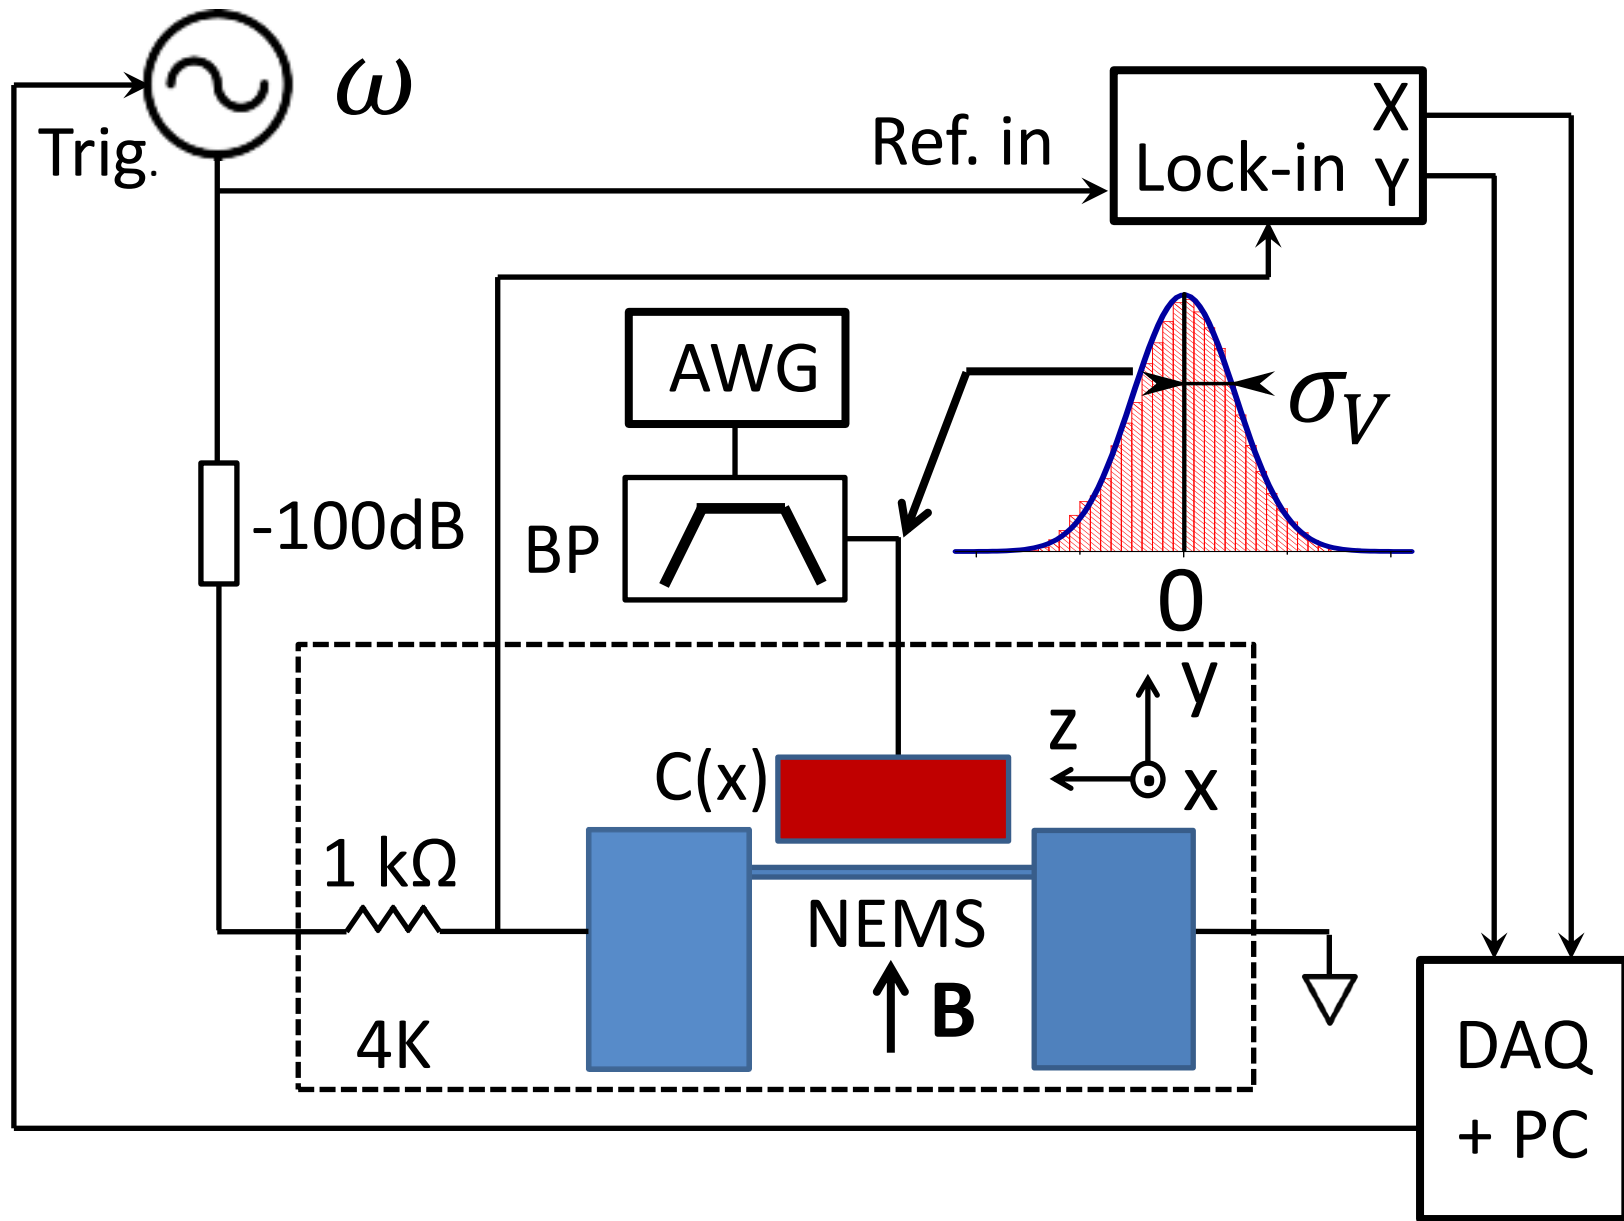 ω
Trig.
Ref. in
Lock-in
X
Y
AWG
σV
-100dB
BP
0
y
z
x
C(x)
1 kΩ
NEMS
B
4K
DAQ
+ PC